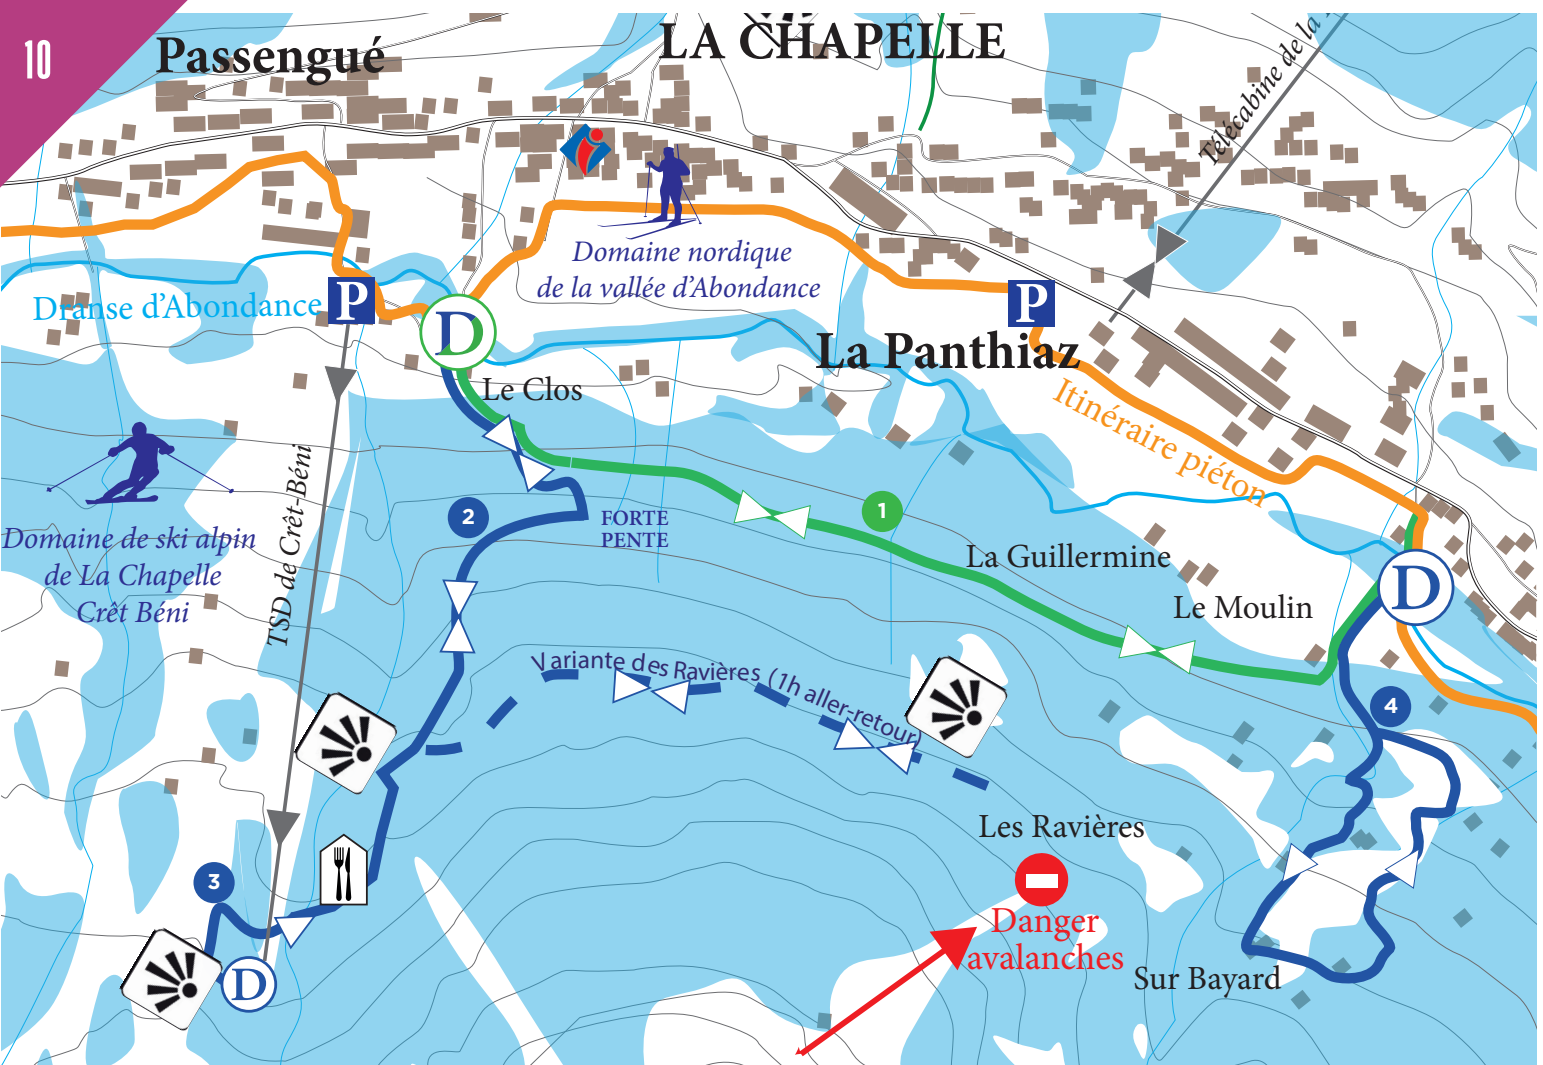 10
Passengué
LA CHAPELLE
Télécabine de la
Domaine nordique
de la vallée d'Abondance
Dranse d'Abondance
P
D
P
La Panthiaz
Le Clos
Itinéraire piéton
TSD de Crêt-Béni
Domaine de ski alpin
de La Chapelle
Crêt Béni
2
FORTE
PENTE
1
La Guillermine
Le Moulin
D
Variante des Ravières (1h aller-retour)
4
Les Ravières
3
Danger
avalanches
Sur Bayard
D